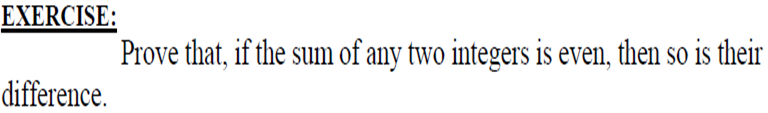 EXERCISE:
Prove that, if the sum of any two integers is even, then so is their
difference.